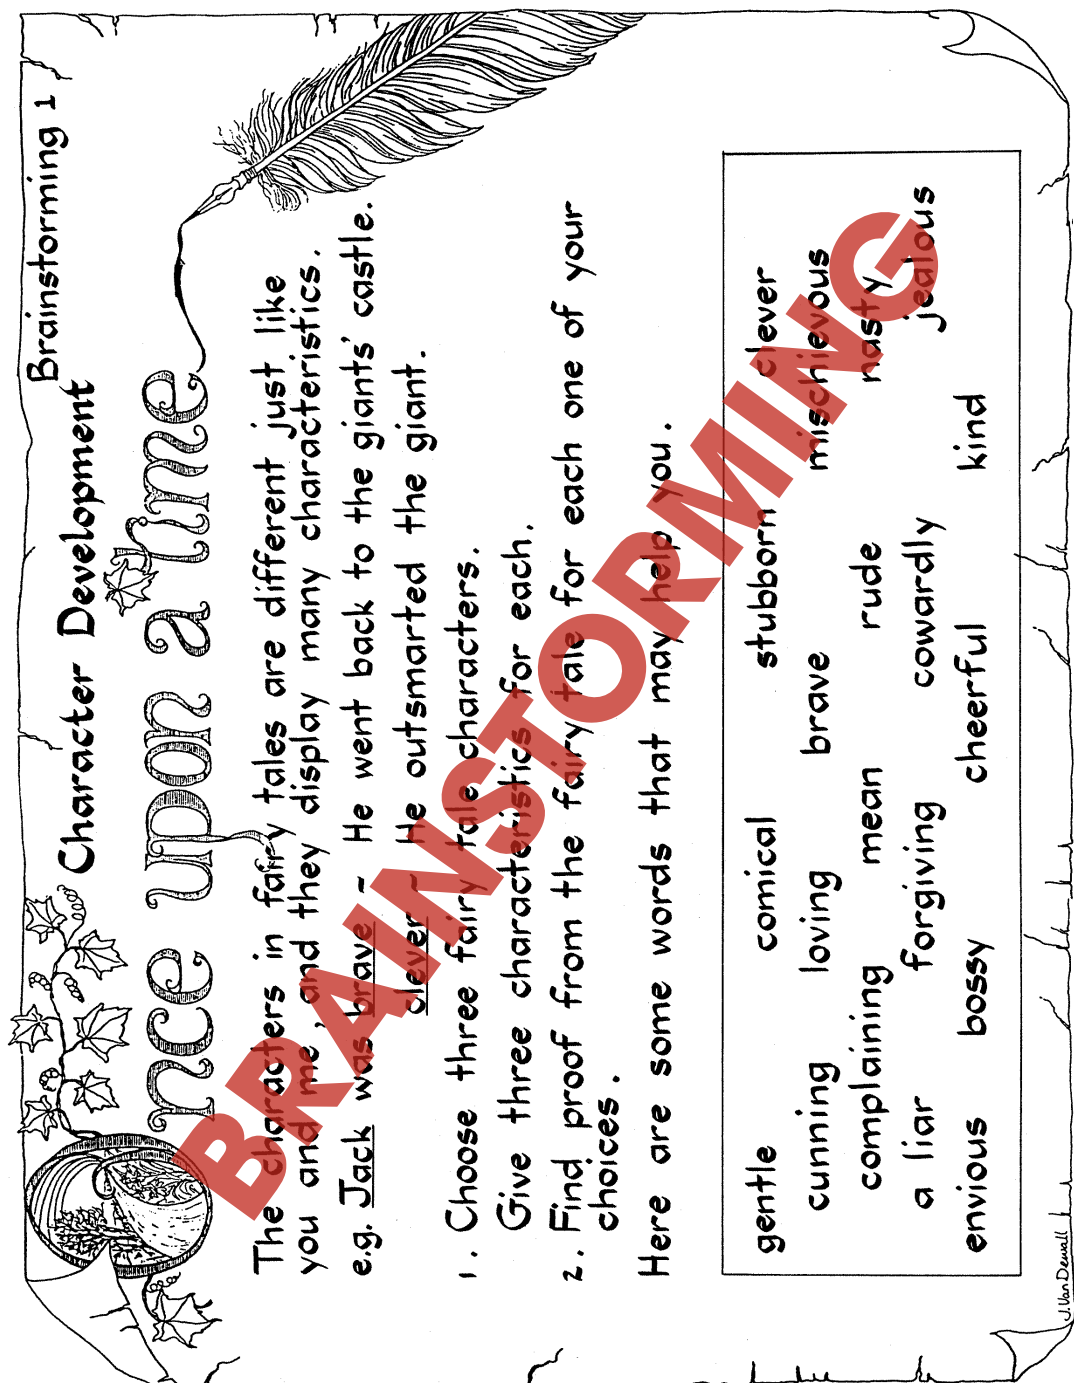 Brainstorming 1
Character Development
Once upon a time
The characters in fairy tales are different just like
you and me, and they display many characteristics.
e.g. Jack was brave - He went back to the giants' castle.
clever - He outsmarted the giant.
1. Choose three fairy tale characters.
Give three characteristics for each.
2. Find proof from the fairy tale for each one of your
choices.
Here are some words that may help you.
gentle comical stubborn clever
cunning loving brave mischievous
complaining mean rude nasty
a liar forgiving cowardly jealous
envious bossy cheerful kind
J. Van Dewall
BRAINSTORMING